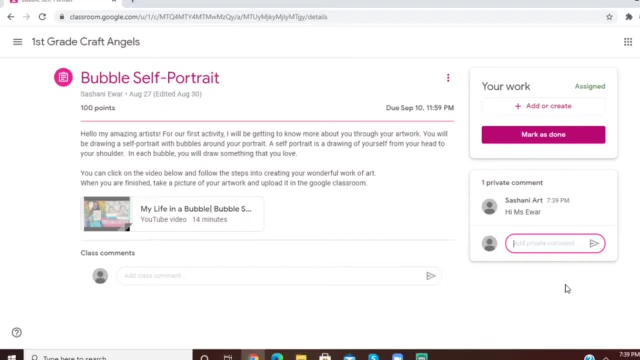 Bubble Self-Portrait
classroom.google.com/u/1/c/MTQ4MTY4MTMwMzQy/a/MTUyMjkyMjIyMTgy/details
1st Grade Craft Angels
Bubble Self-Portrait
Sashani Ewar • Aug 27 (Edited Aug 30)
100 points
Due Sep 10, 11:59 PM
Hello my amazing artists! For our first activity, I will be getting to know more about you through your artwork. You will
be drawing a self-portrait with bubbles around your portrait. A self portrait is a drawing of yourself from your head to
your shoulder. In each bubble, you will draw something that you love.
You can click on the video below and follow the steps into creating your wonderful work of art.
When you are finished, take a picture of your artwork and upload it in the google classroom.
My Life in a Bubble| Bubble S...
YouTube video 14 minutes
Class comments
Add class comment...
Your work
Assigned
+ Add or create
Mark as done
1 private comment
Sashani Art 7:39 PM
Hi Ms Ewar
Add private comment...
Type here to search
7:39 PM